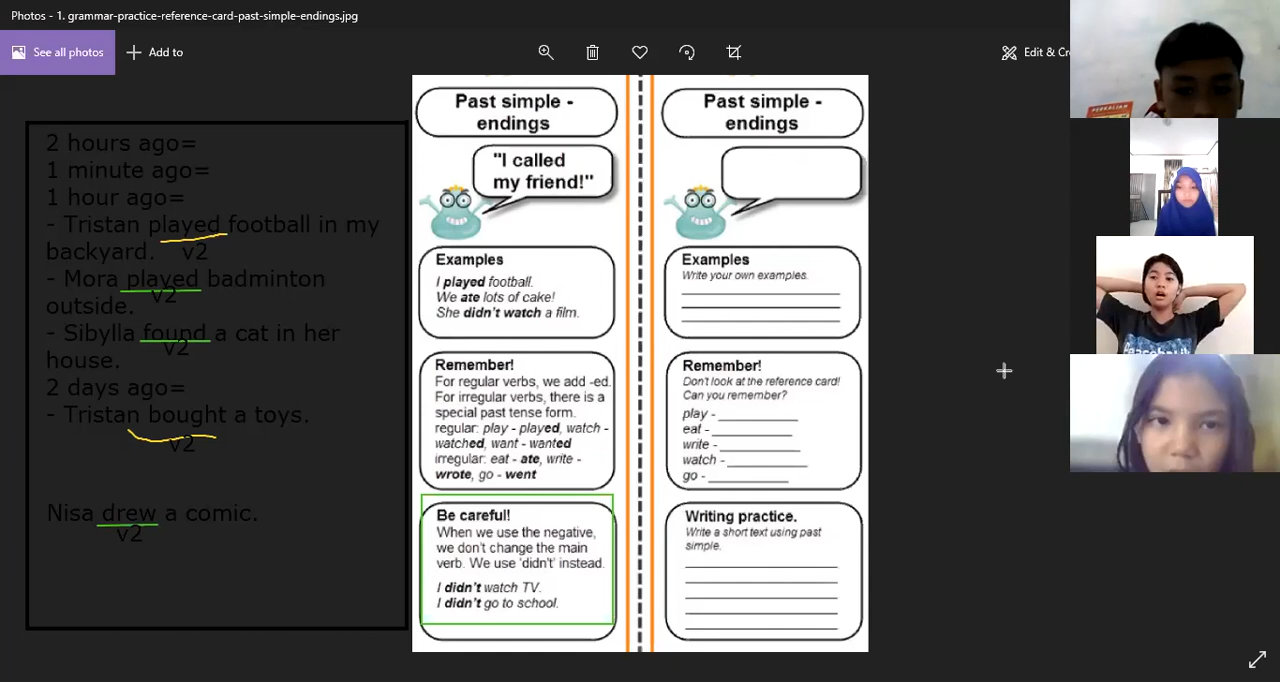 Photos - 1. grammar-practice-reference-card-past-simple-endings.jpg
See all photos
Add to
Edit & Cr
2 hours ago=
1 minute ago=
1 hour ago=
- Tristan played football in my
backyard. v2
- Mora played badminton
v2
outside.
- Sibylla found a cat in her
v2
house.
2 days ago=
- Tristan bought a toys.
v2
Nisa drew a comic.
v2
Past simple -
endings
"I called
my friend!"
Examples
I played football.
We ate lots of cake!
She didn't watch a film.
Remember!
For regular verbs, we add -ed.
For irregular verbs, there is a
special past tense form.
regular: play - played, watch -
watched, want - wanted
irregular: eat - ate, write -
wrote, go - went
Be careful!
When we use the negative,
we don't change the main
verb. We use 'didn't' instead.
I didn't watch TV.
I didn't go to school.
Past simple -
endings
Examples
Write your own examples.
Remember!
Don't look at the reference card!
Can you remember?
play -
eat -
write -
watch -
go -
Writing practice.
Write a short text using past
simple.